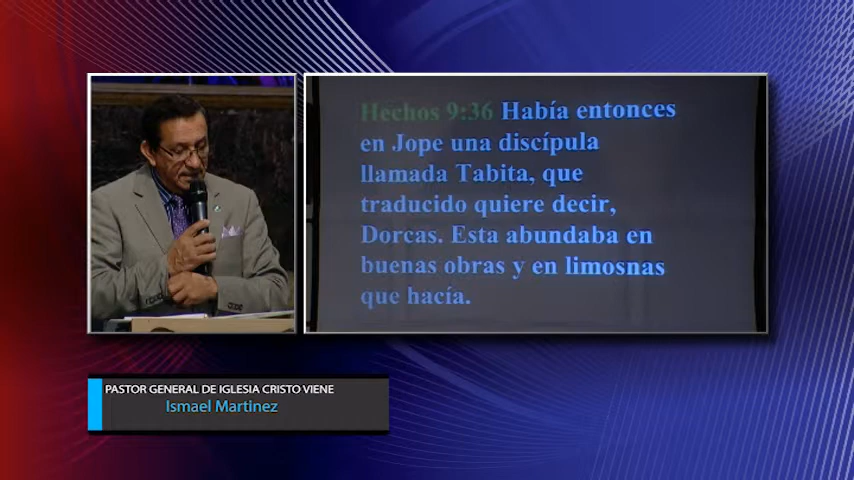 Hechos 9:36 Había entonces
en Jope una discípula
llamada Tabita, que
traducido quiere decir,
Dorcas. Esta abundaba en
buenas obras y en limosnas
que hacía.
PASTOR GENERAL DE IGLESIA CRISTO VIENE
Ismael Martinez